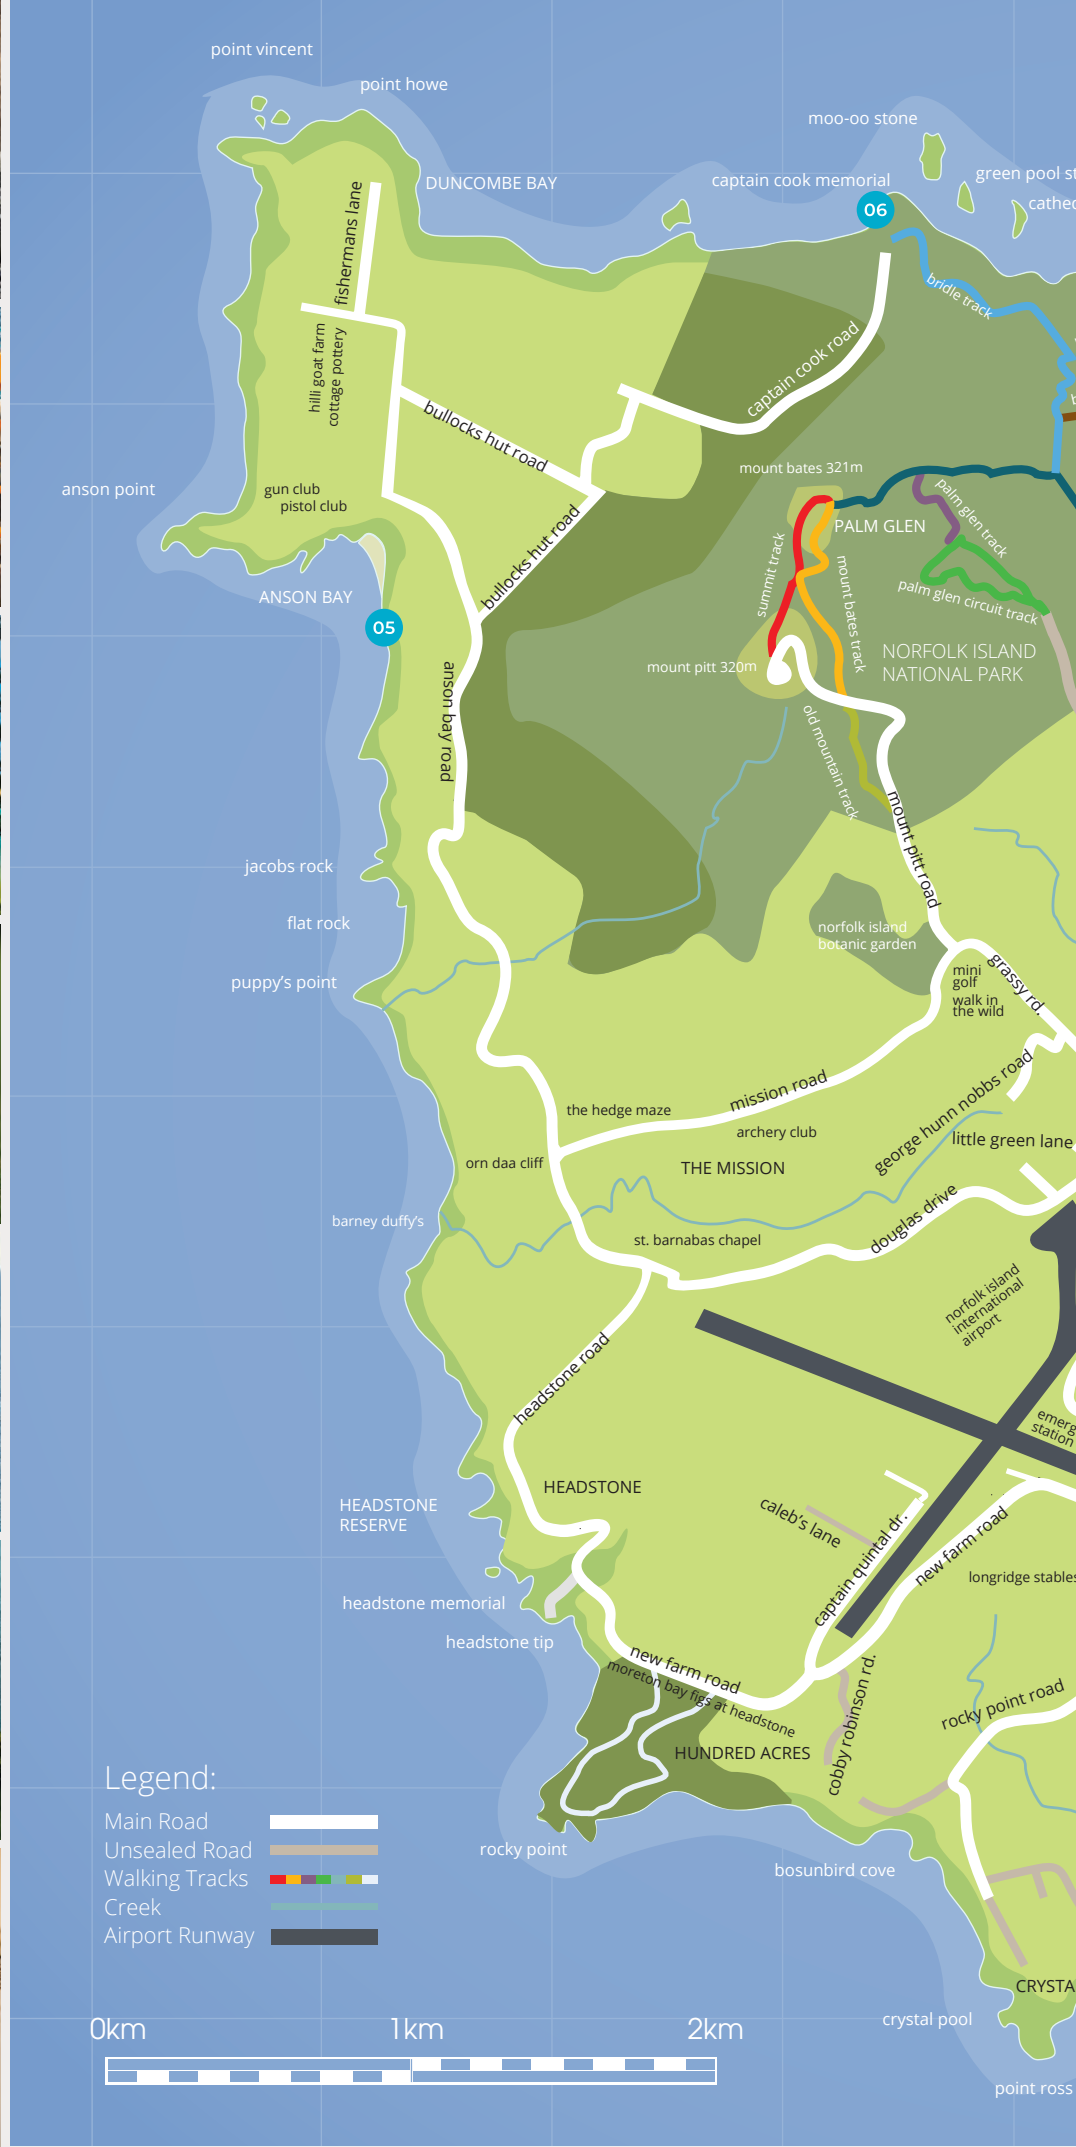 point vincent
point howe
moo-oo stone
DUNCOMBE BAY
captain cook memorial
green pool st
cathed
06
fishermans lane
bridle track
hilli goat farm
cottage pottery
captain cook road
bullocks hut road
mount bates 321m
anson point
gun club
pistol club
palm glen track
PALM GLEN
bullocks hut road
summit track
mount bates track
palm glen circuit track
ANSON BAY
05
NORFOLK ISLAND
NATIONAL PARK
mount pitt 320m
anson bay road
old mountain track
mount pitt road
jacobs rock
flat rock
norfolk island
botanic garden
puppy's point
mini
golf
walk in
the wild
grassy rd.
mission road
george hunn nobbs road
the hedge maze
archery club
little green lane
orn daa cliff
THE MISSION
barney duffy's
st. barnabas chapel
douglas drive
norfolk island
international
airport
headstone road
emerg
station
HEADSTONE
HEADSTONE
RESERVE
caleb's lane
captain quintal dr.
new farm road
longridge stables
headstone memorial
headstone tip
new farm road
moreton bay figs at headstone
cobby robinson rd.
rocky point road
HUNDRED ACRES
Legend:
Main Road
Unsealed Road
Walking Tracks
Creek
Airport Runway
rocky point
bosunbird cove
CRYSTA
crystal pool
0km 1km 2km
point ross